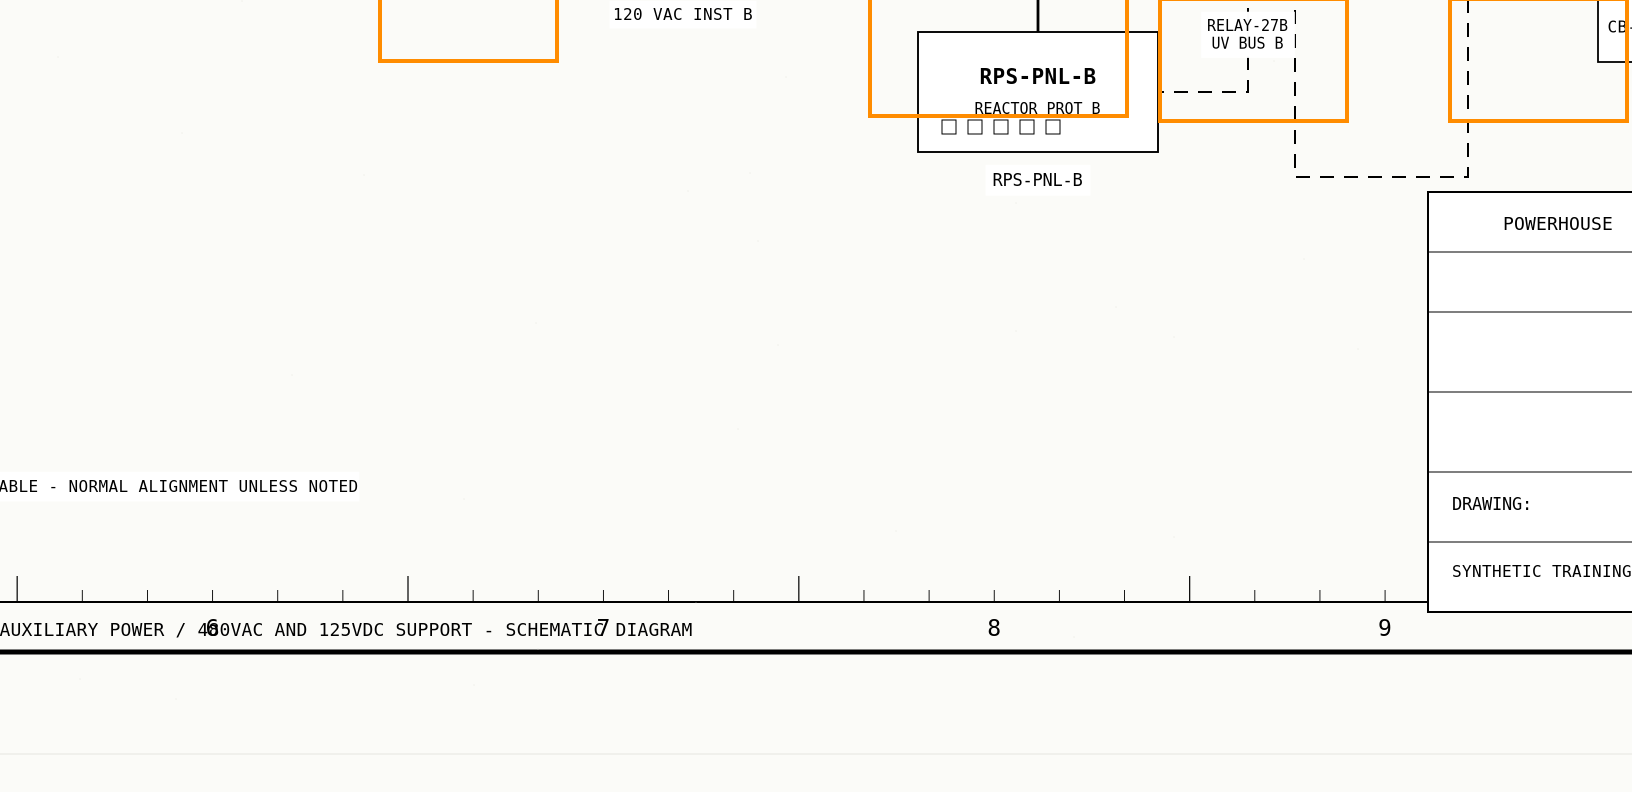 120 VAC INST B
RELAY-27B
UV BUS B
CB-
RPS-PNL-B
REACTOR PROT B
RPS-PNL-B
POWERHOUSE
ABLE - NORMAL ALIGNMENT UNLESS NOTED
DRAWING:
SYNTHETIC TRAINING
AUXILIARY POWER / 480VAC AND 125VDC SUPPORT - SCHEMATIC DIAGRAM
6 7 8 9